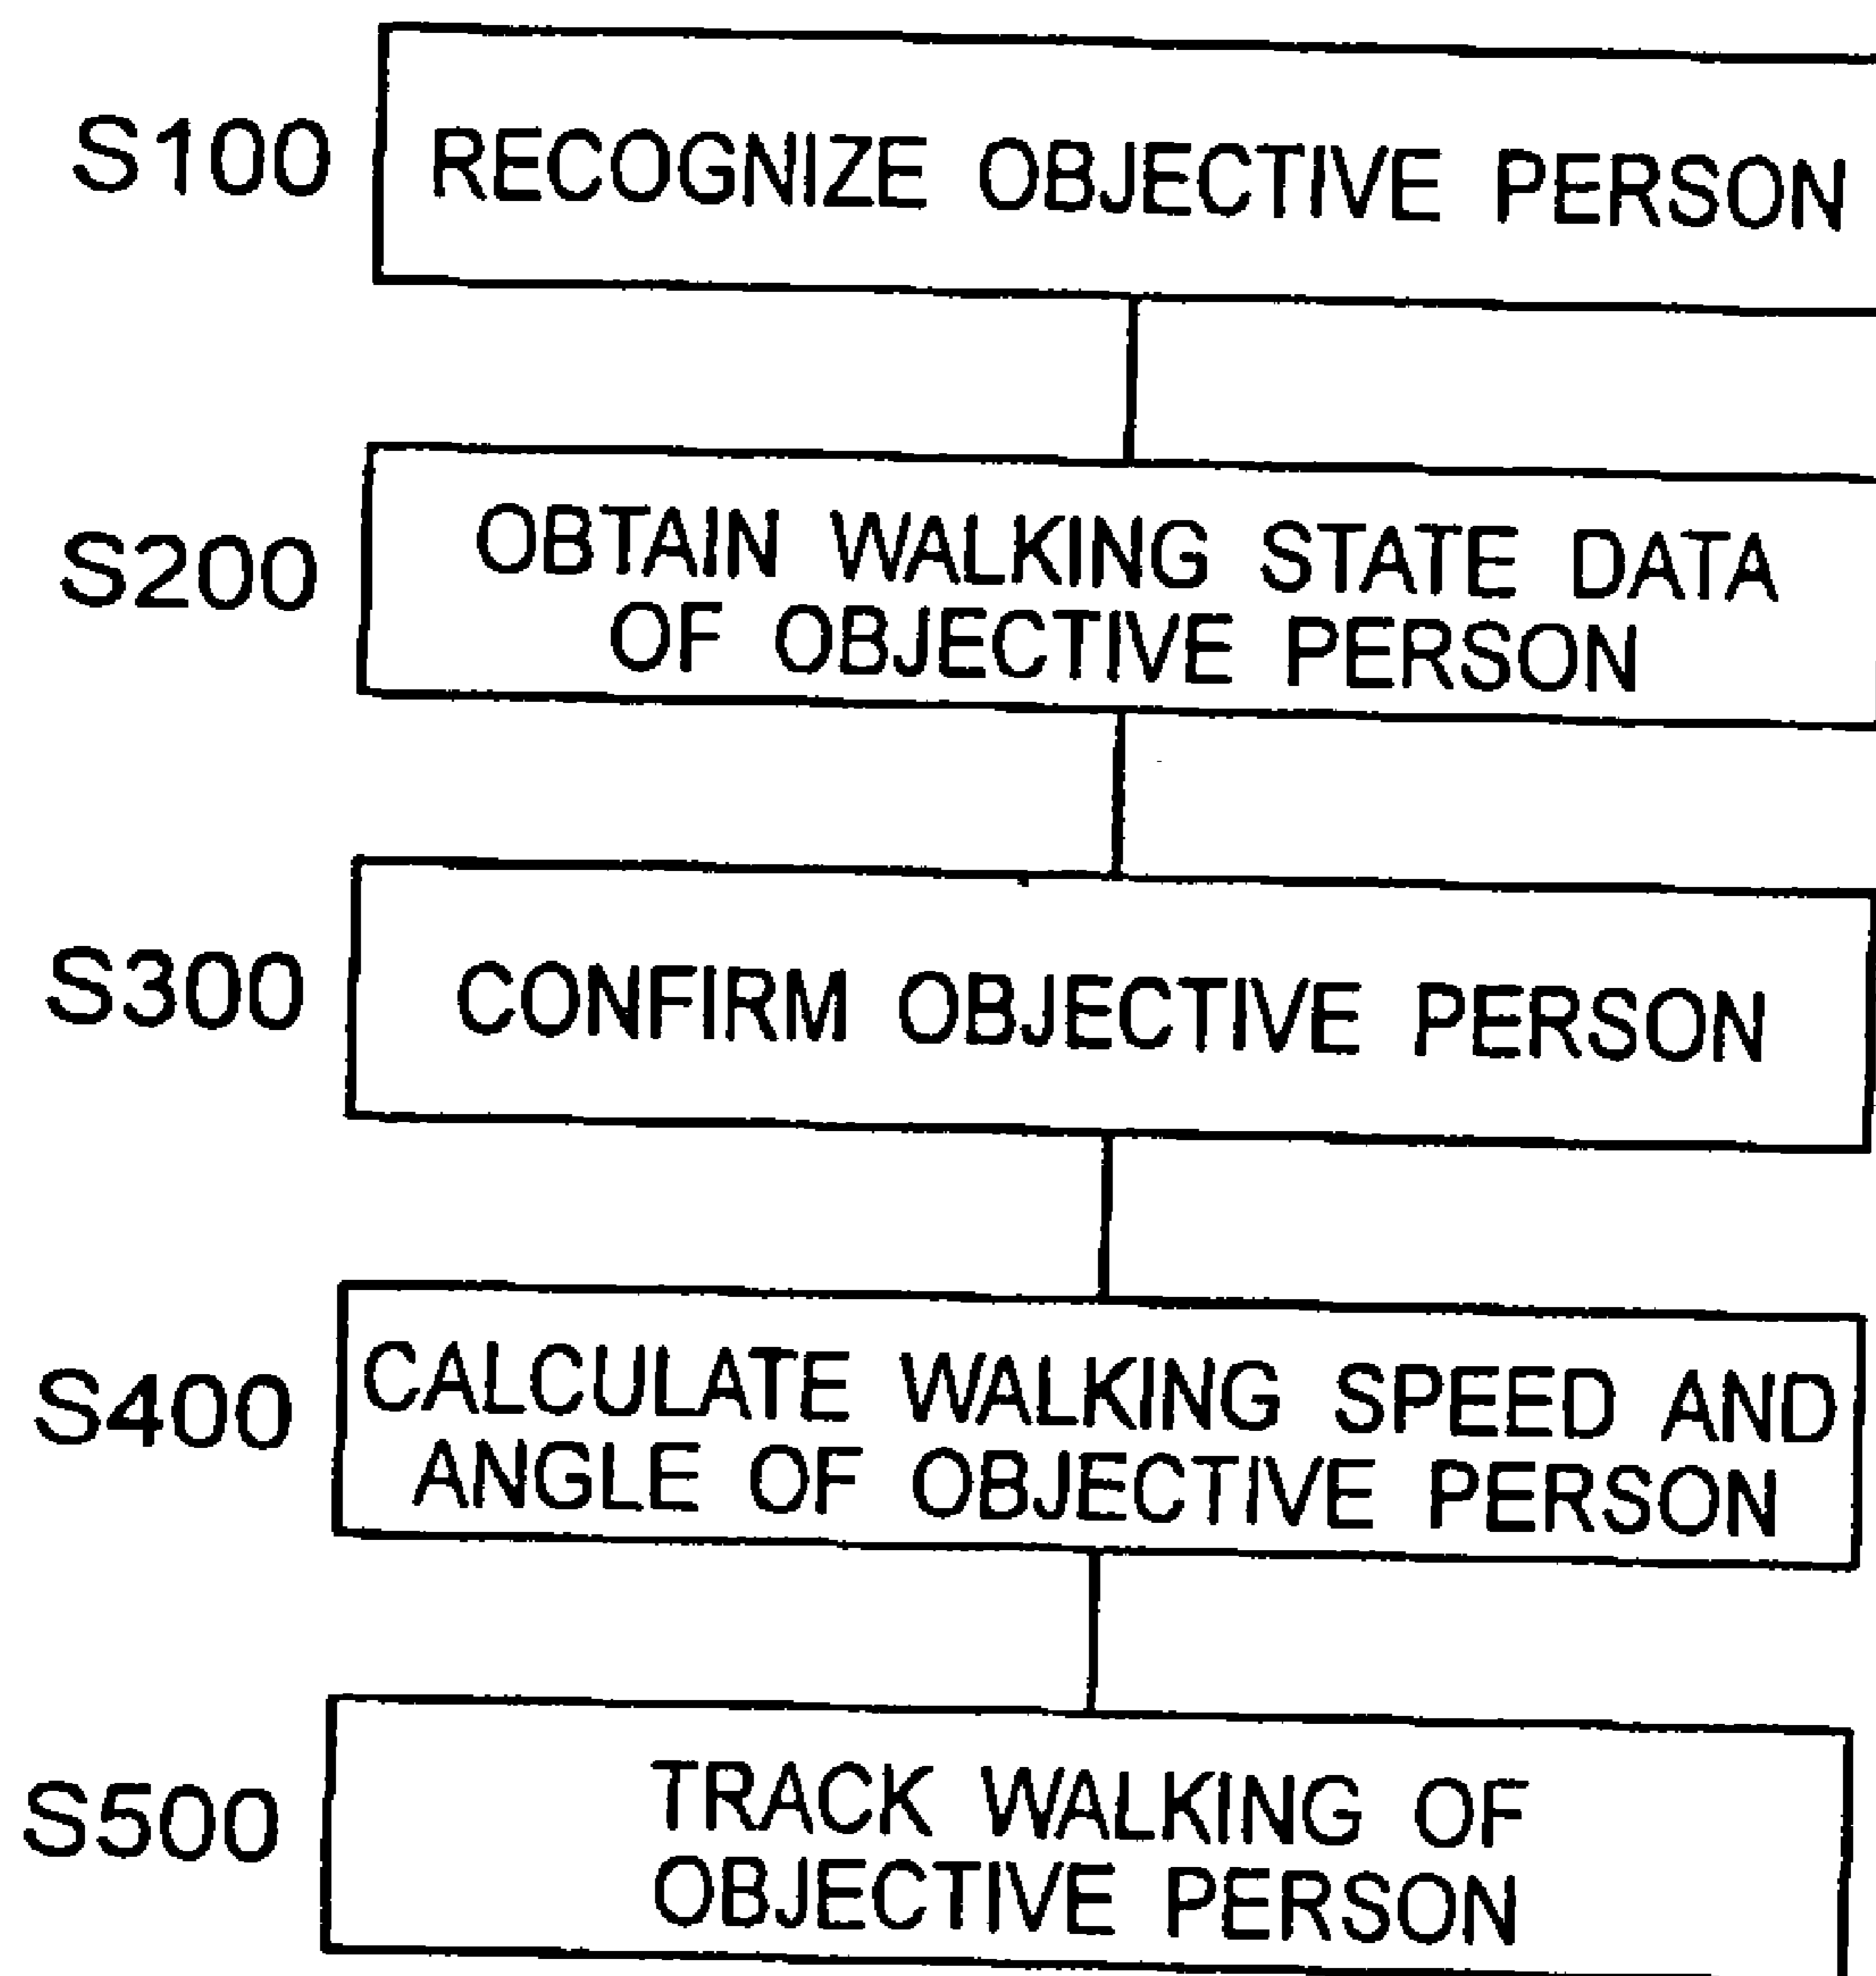 S100 RECOGNIZE OBJECTIVE PERSON
S200 OBTAIN WALKING STATE DATA
OF OBJECTIVE PERSON
S300 CONFIRM OBJECTIVE PERSON
S400 CALCULATE WALKING SPEED AND
ANGLE OF OBJECTIVE PERSON
S500 TRACK WALKING OF
OBJECTIVE PERSON